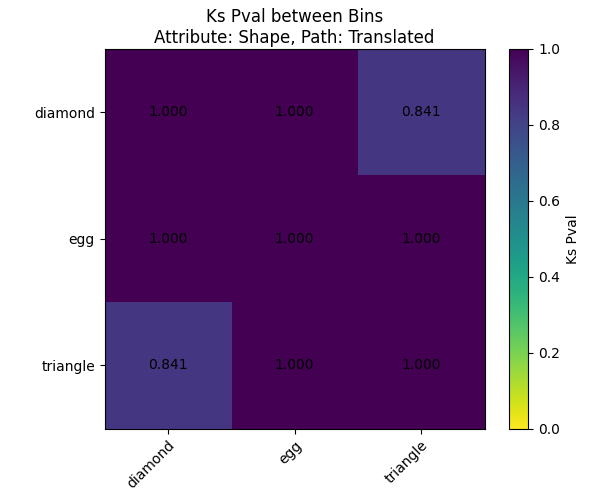 Ks Pval between Bins
Attribute: Shape, Path: Translated
diamond
1.000 1.000 0.841
egg
1.000 1.000 1.000
triangle
0.841 1.000 1.000
diamond
egg
triangle
1.0
0.8
0.6
0.4
0.2
0.0
Ks Pval